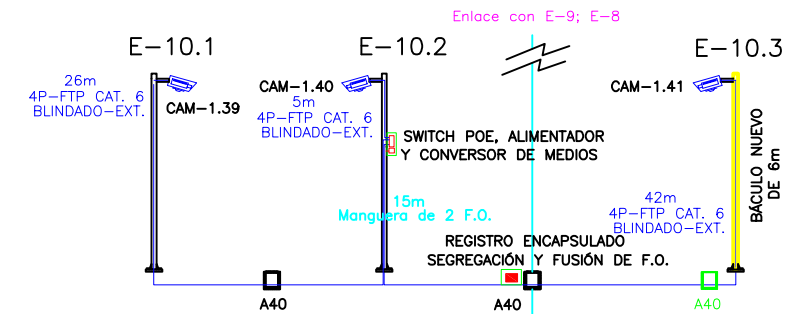 Enlace con E-9; E-8
E-10.1
E-10.2
E-10.3
26m
4P-FTP CAT. 6
BLINDADO-EXT.
CAM-1.39
CAM-1.40
5m
4P-FTP CAT. 6
BLINDADO-EXT.
CAM-1.41
SWITCH POE, ALIMENTADOR
Y CONVERSOR DE MEDIOS
BÁCULO NUEVO
DE 6m
15m
Manguera de 2 F.O.
42m
4P-FTP CAT. 6
BLINDADO-EXT.
REGISTRO ENCAPSULADO
SEGREGACIÓN Y FUSIÓN DE F.O.
A40
A40
A40